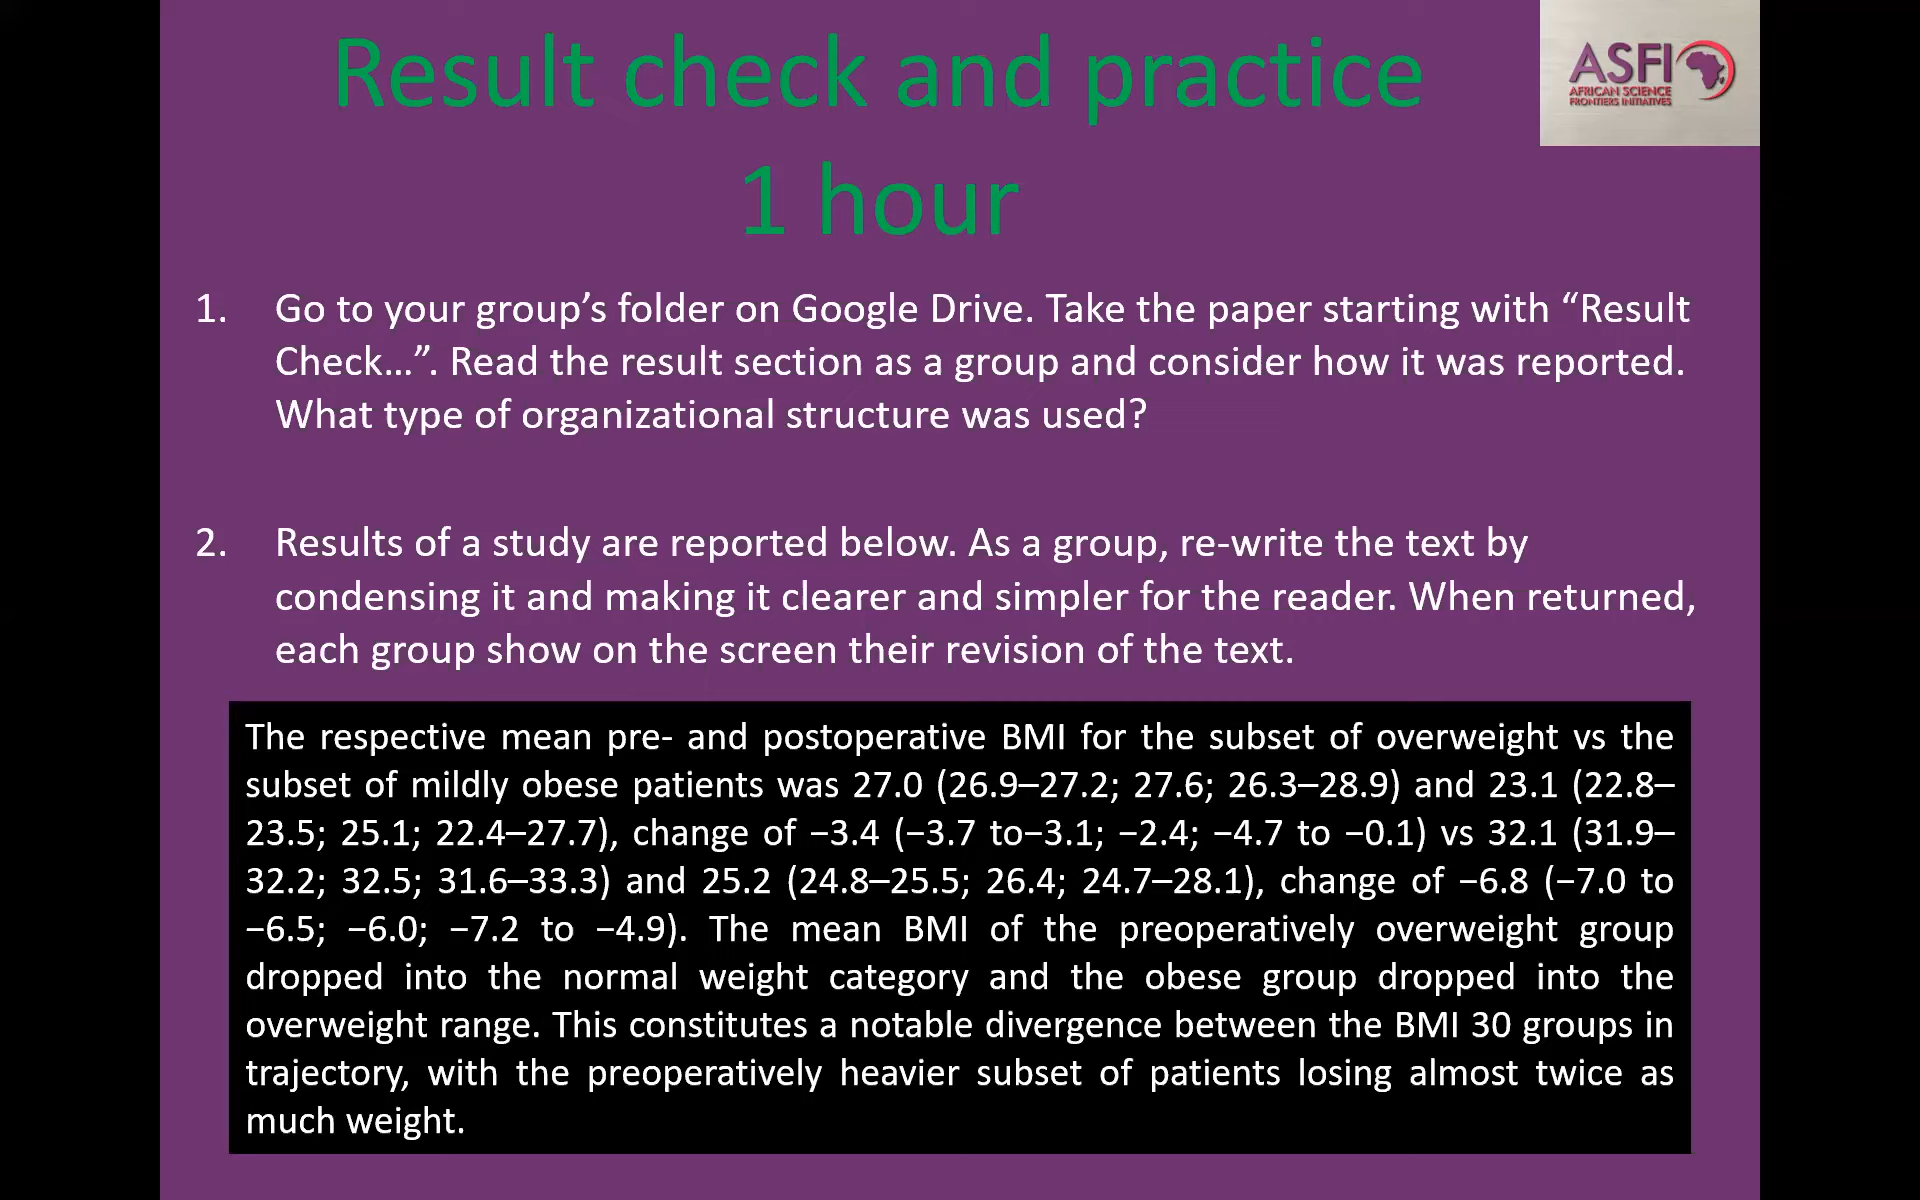 Result check and practice
1 hour
ASFI
AFRICAN SCIENCE
FRONTIERS INITIATIVES
1. Go to your group’s folder on Google Drive. Take the paper starting with “Result
Check…”. Read the result section as a group and consider how it was reported.
What type of organizational structure was used?
2. Results of a study are reported below. As a group, re-write the text by
condensing it and making it clearer and simpler for the reader. When returned,
each group show on the screen their revision of the text.
The respective mean pre- and postoperative BMI for the subset of overweight vs the
subset of mildly obese patients was 27.0 (26.9–27.2; 27.6; 26.3–28.9) and 23.1 (22.8–
23.5; 25.1; 22.4–27.7), change of −3.4 (−3.7 to−3.1; −2.4; −4.7 to −0.1) vs 32.1 (31.9–
32.2; 32.5; 31.6–33.3) and 25.2 (24.8–25.5; 26.4; 24.7–28.1), change of −6.8 (−7.0 to
−6.5; −6.0; −7.2 to −4.9). The mean BMI of the preoperatively overweight group
dropped into the normal weight category and the obese group dropped into the
overweight range. This constitutes a notable divergence between the BMI 30 groups in
trajectory, with the preoperatively heavier subset of patients losing almost twice as
much weight.